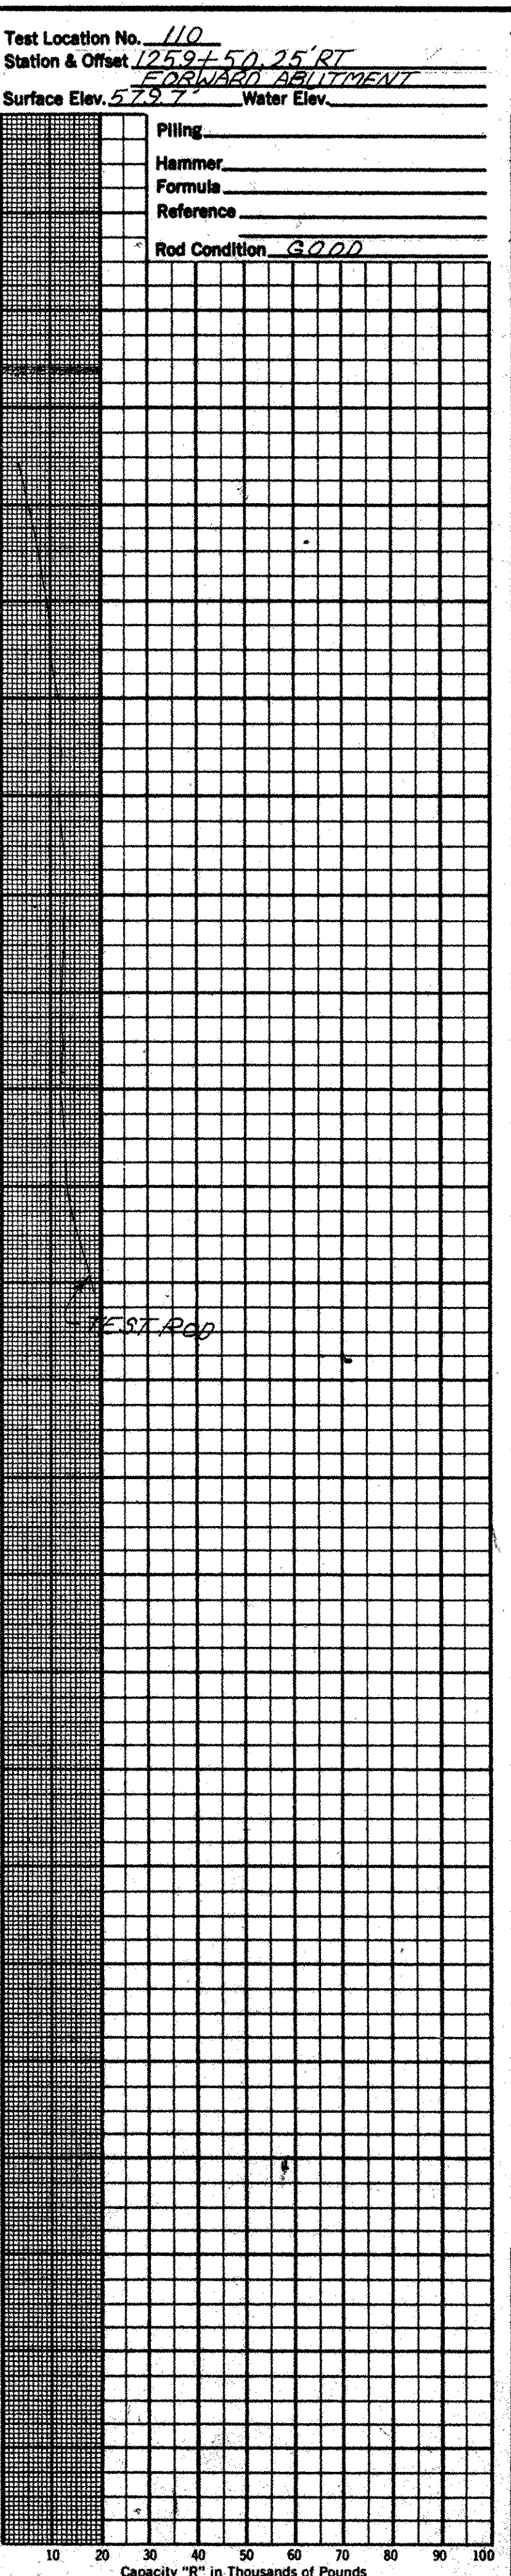 Test Location No. 110
Station & Offset 1259+50, 25' RT
FORWARD ABUTMENT
Surface Elev. 579.7' Water Elev.
Piling
Hammer
Formula
Reference
Rod Condition GOOD
TEST ROD
10 20 30 40 50 60 70 80 90 100
Capacity "R" in Thousands of Pounds